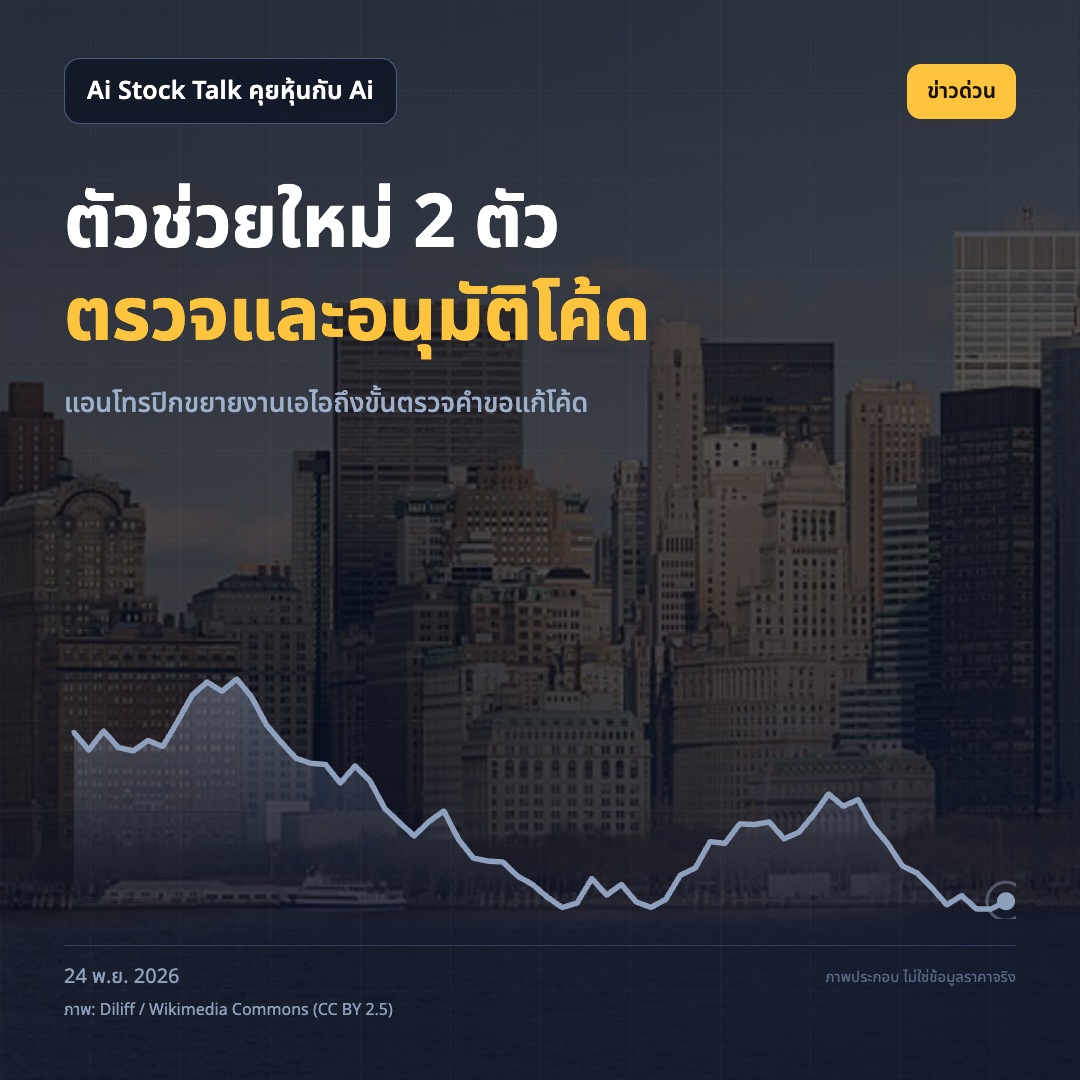 Ai Stock Talk คุยหุ้นกับ Ai
ข่าวด่วน
ตัวช่วยใหม่ 2 ตัว
ตรวจและอนุมัติโค้ด
แอนโทรปิกขยายงานเอไอถึงขั้นตรวจคำขอแก้โค้ด
24 พ.ย. 2026
ภาพประกอบ ไม่ใช่ข้อมูลราคาจริง
ภาพ: Diliff / Wikimedia Commons (CC BY 2.5)